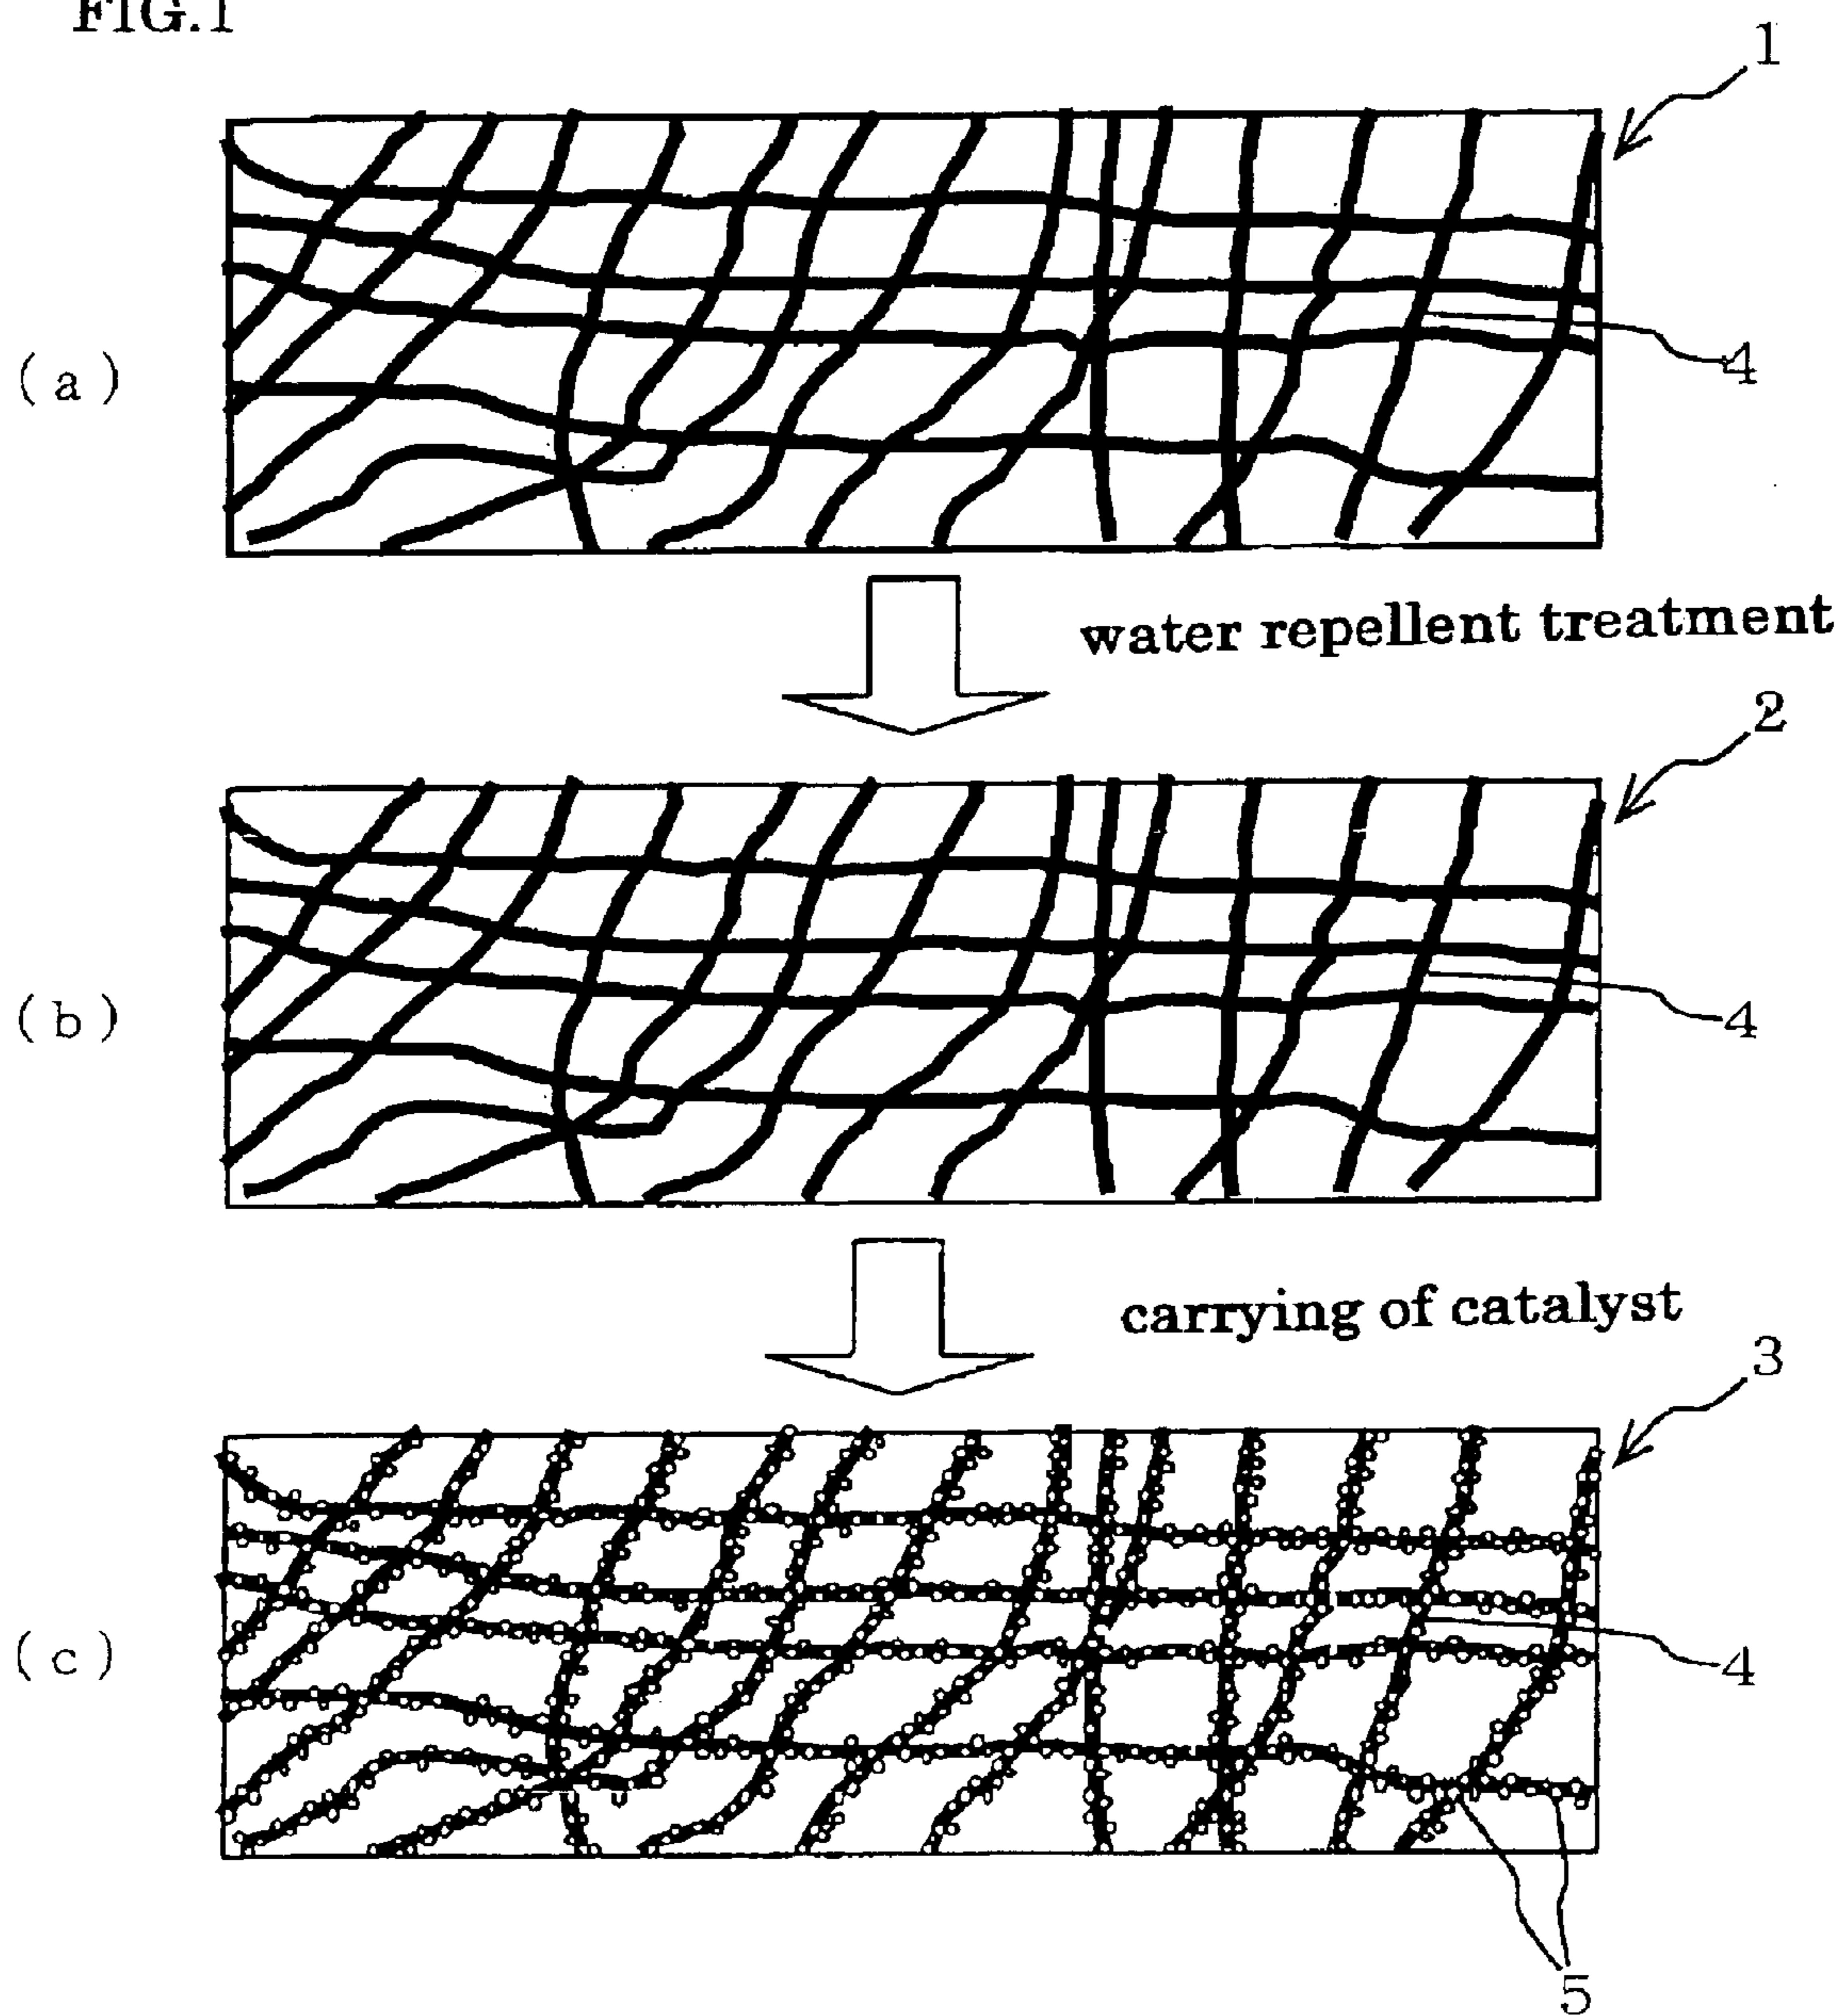 FIG.1
1
(a)
4
water repellent treatment
2
(b)
4
carrying of catalyst
3
(c)
4
5